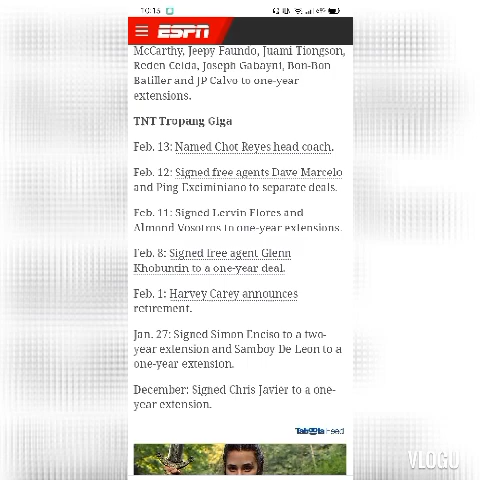 10:15
ESPN
McCarthy, Jeepy Faundo, Juami Tiongson,
Reden Celda, Joseph Gabayni, Bon-Bon
Batiller and JP Calvo to one-year
extensions.
TNT Tropang Giga
Feb. 13: Named Chot Reyes head coach.
Feb. 12: Signed free agents Dave Marcelo
and Ping Exciminiano to separate deals.
Feb. 11: Signed Lervin Flores and
Almond Vosotros to one-year extensions.
Feb. 8: Signed free agent Glenn
Khobuntin to a one-year deal.
Feb. 1: Harvey Carey announces
retirement.
Jan. 27: Signed Simon Enciso to a two-
year extension and Samboy De Leon to a
one-year extension.
December: Signed Chris Javier to a one-
year extension.
Taboola Feed
VLOGU